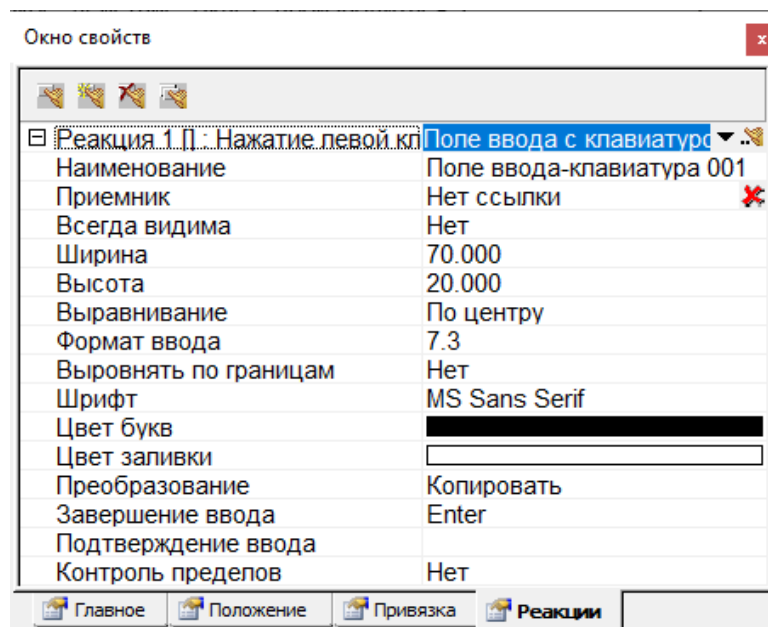 Окно свойств
x
Реакция 1 [] : Нажатие левой кл Поле ввода с клавиатуро
Наименование Поле ввода-клавиатура 001
Приемник Нет ссылки
Всегда видима Нет
Ширина 70.000
Высота 20.000
Выравнивание По центру
Формат ввода 7.3
Выровнять по границам Нет
Шрифт MS Sans Serif
Цвет букв
Цвет заливки
Преобразование Копировать
Завершение ввода Enter
Подтверждение ввода
Контроль пределов Нет
Главное Положение Привязка Реакции